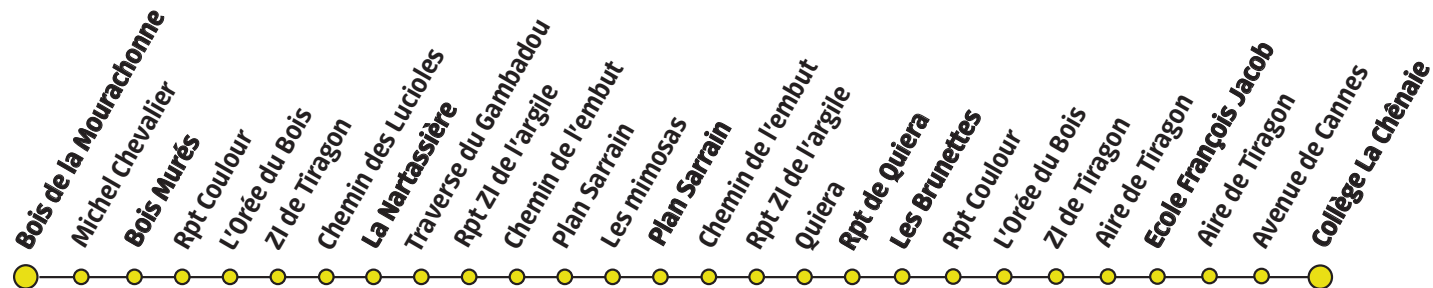 Bois de la Mourachonne
Michel Chevalier
Bois Murés
Rpt Coulour
L'Orée du Bois
ZI de Tiragon
Chemin des Lucioles
La Nartassière
Traverse du Gambadou
Rpt ZI de l'argile
Chemin de l'embut
Plan Sarrain
Les mimosas
Plan Sarrain
Chemin de l'embut
Rpt ZI de l'argile
Quiera
Rpt de Quiera
Les Brunettes
Rpt Coulour
L'Orée du Bois
ZI de Tiragon
Aire de Tiragon
Ecole François Jacob
Aire de Tiragon
Avenue de Cannes
Collège La Chênaie